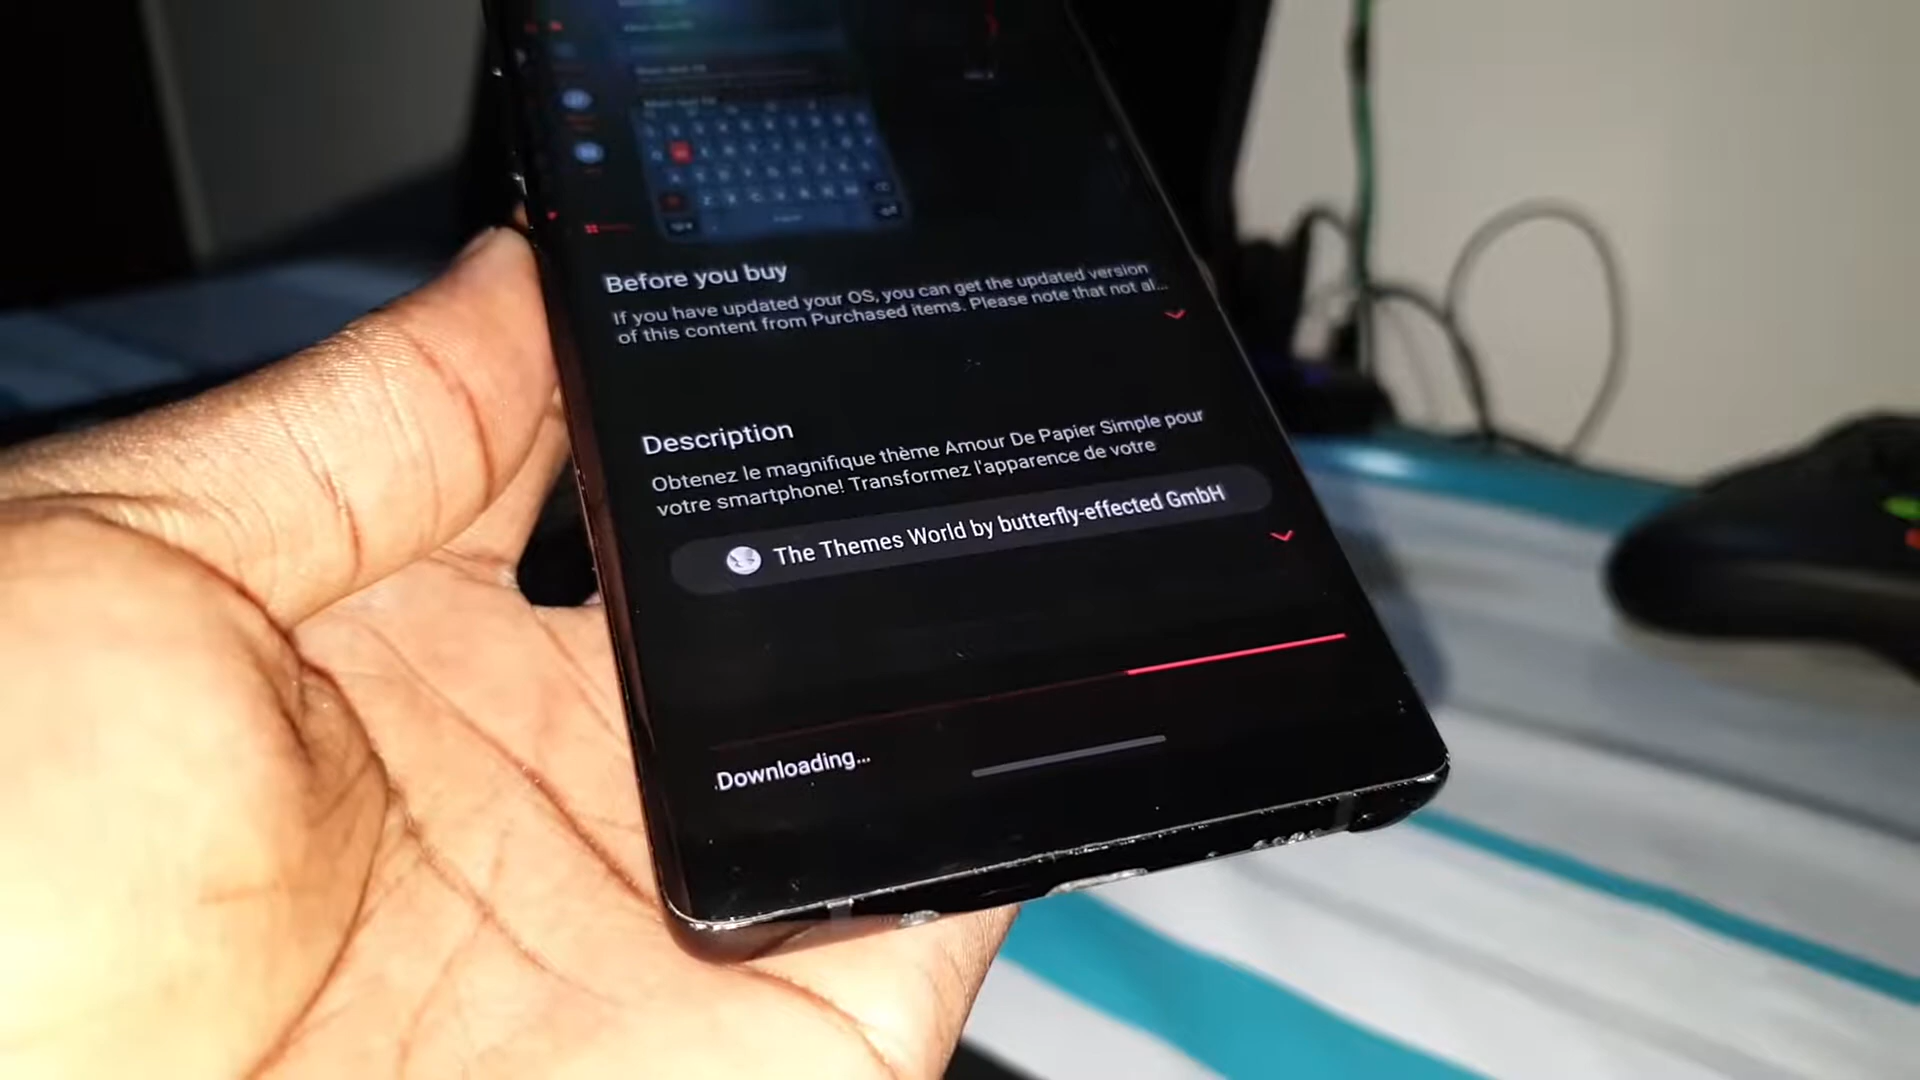 Before you buy
If you have updated your OS, you can get the updated version
of this content from Purchased items. Please note that not al...
Description
Obtenez le magnifique thème Amour De Papier Simple pour
votre smartphone! Transformez l'apparence de votre
The Themes World by butterfly-effected GmbH
Downloading...